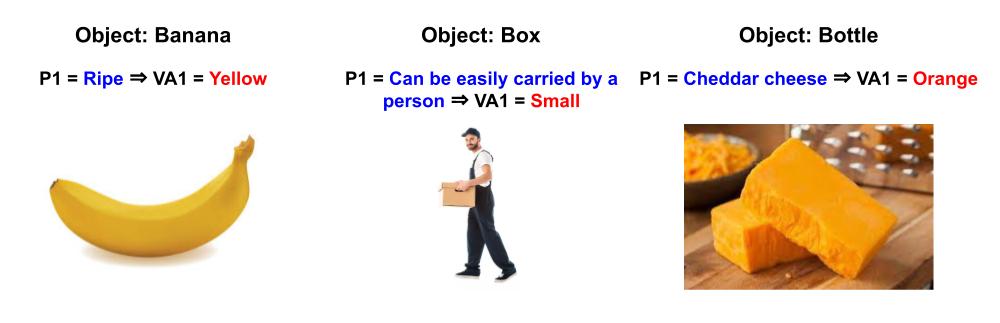 Object: Banana
P1 = Ripe ⇒ VA1 = Yellow
Object: Box
P1 = Can be easily carried by a
person ⇒ VA1 = Small
Object: Bottle
P1 = Cheddar cheese ⇒ VA1 = Orange